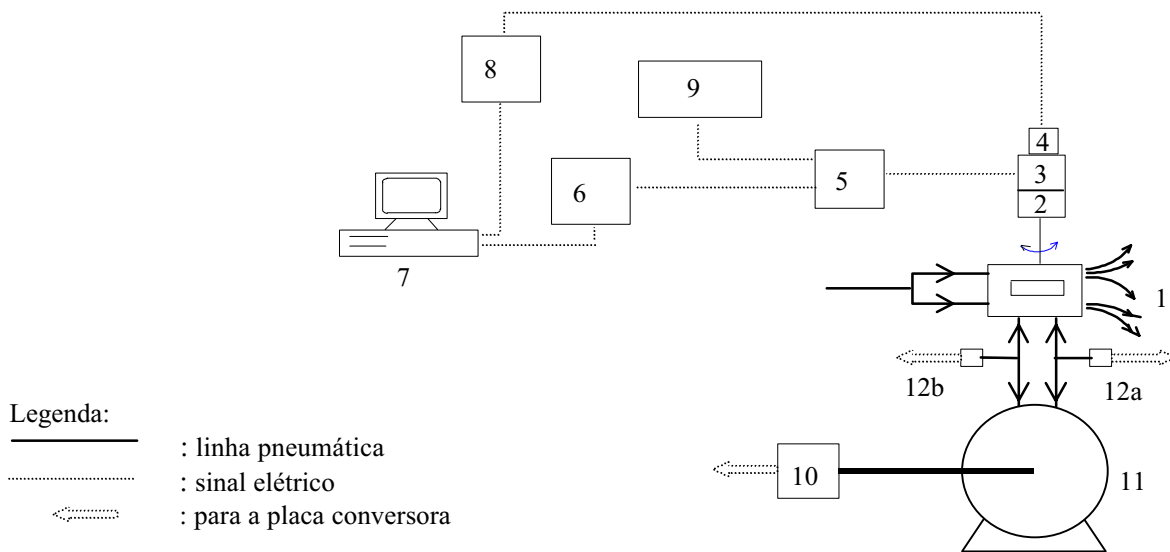 8
9
4
3
2
5
6
7
1
12b
12a
10
11
Legenda:
: linha pneumática
: sinal elétrico
: para a placa conversora